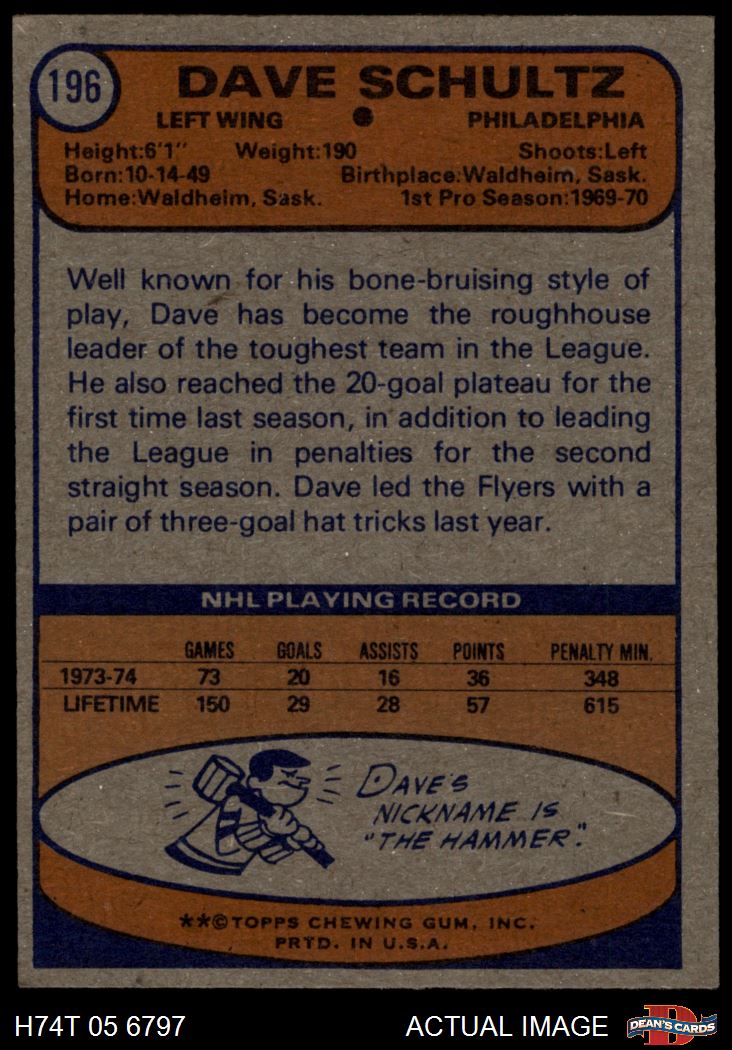 196
DAVE SCHULTZ
LEFT WING ● PHILADELPHIA
Height:6'1" Weight:190 Shoots:Left
Born:10-14-49 Birthplace:Waldheim, Sask.
Home:Waldheim, Sask. 1st Pro Season:1969-70
Well known for his bone-bruising style of
play, Dave has become the roughhouse
leader of the toughest team in the League.
He also reached the 20-goal plateau for the
first time last season, in addition to leading
the League in penalties for the second
straight season. Dave led the Flyers with a
pair of three-goal hat tricks last year.
NHL PLAYING RECORD
GAMES GOALS ASSISTS POINTS PENALTY MIN.
1973-74 73 20 16 36 348
LIFETIME 150 29 28 57 615
DAVE'S
NICKNAME IS
"THE HAMMER."
**©TOPPS CHEWING GUM, INC.
PRTD. IN U.S.A.
H74T 05 6797 ACTUAL IMAGE D DEAN'S CARDS